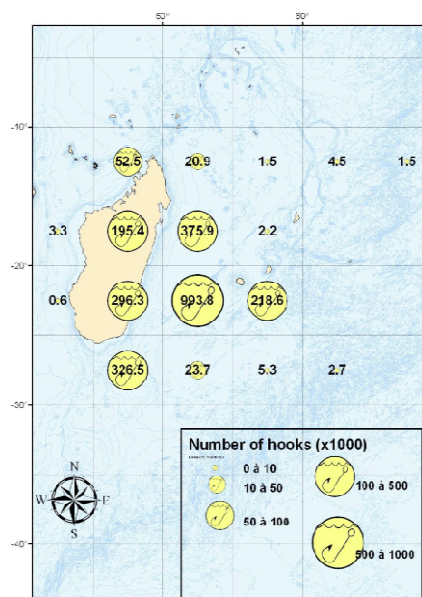 50° 80°
-10°
52.5 20.9 1.5 4.5 1.5
3.3 195.4 375.9 2.2
-20°
0.6 296.3 993.8 218.6
326.5 23.7 5.3 2.7
-30°
Number of hooks (x1000)
0 à 10
10 à 50
50 à 100
100 à 500
500 à 1000
N
W E
S
-40°